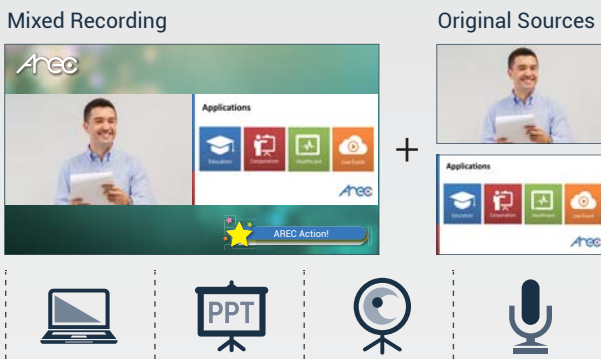 Mixed Recording
Original Sources
Arec
Applications
Education
Corporation
Healthcare
Live Event
Arec
AREC Action!
+
Applications
Education
Corporation
Healthcare
Live Event
Arec
PPT